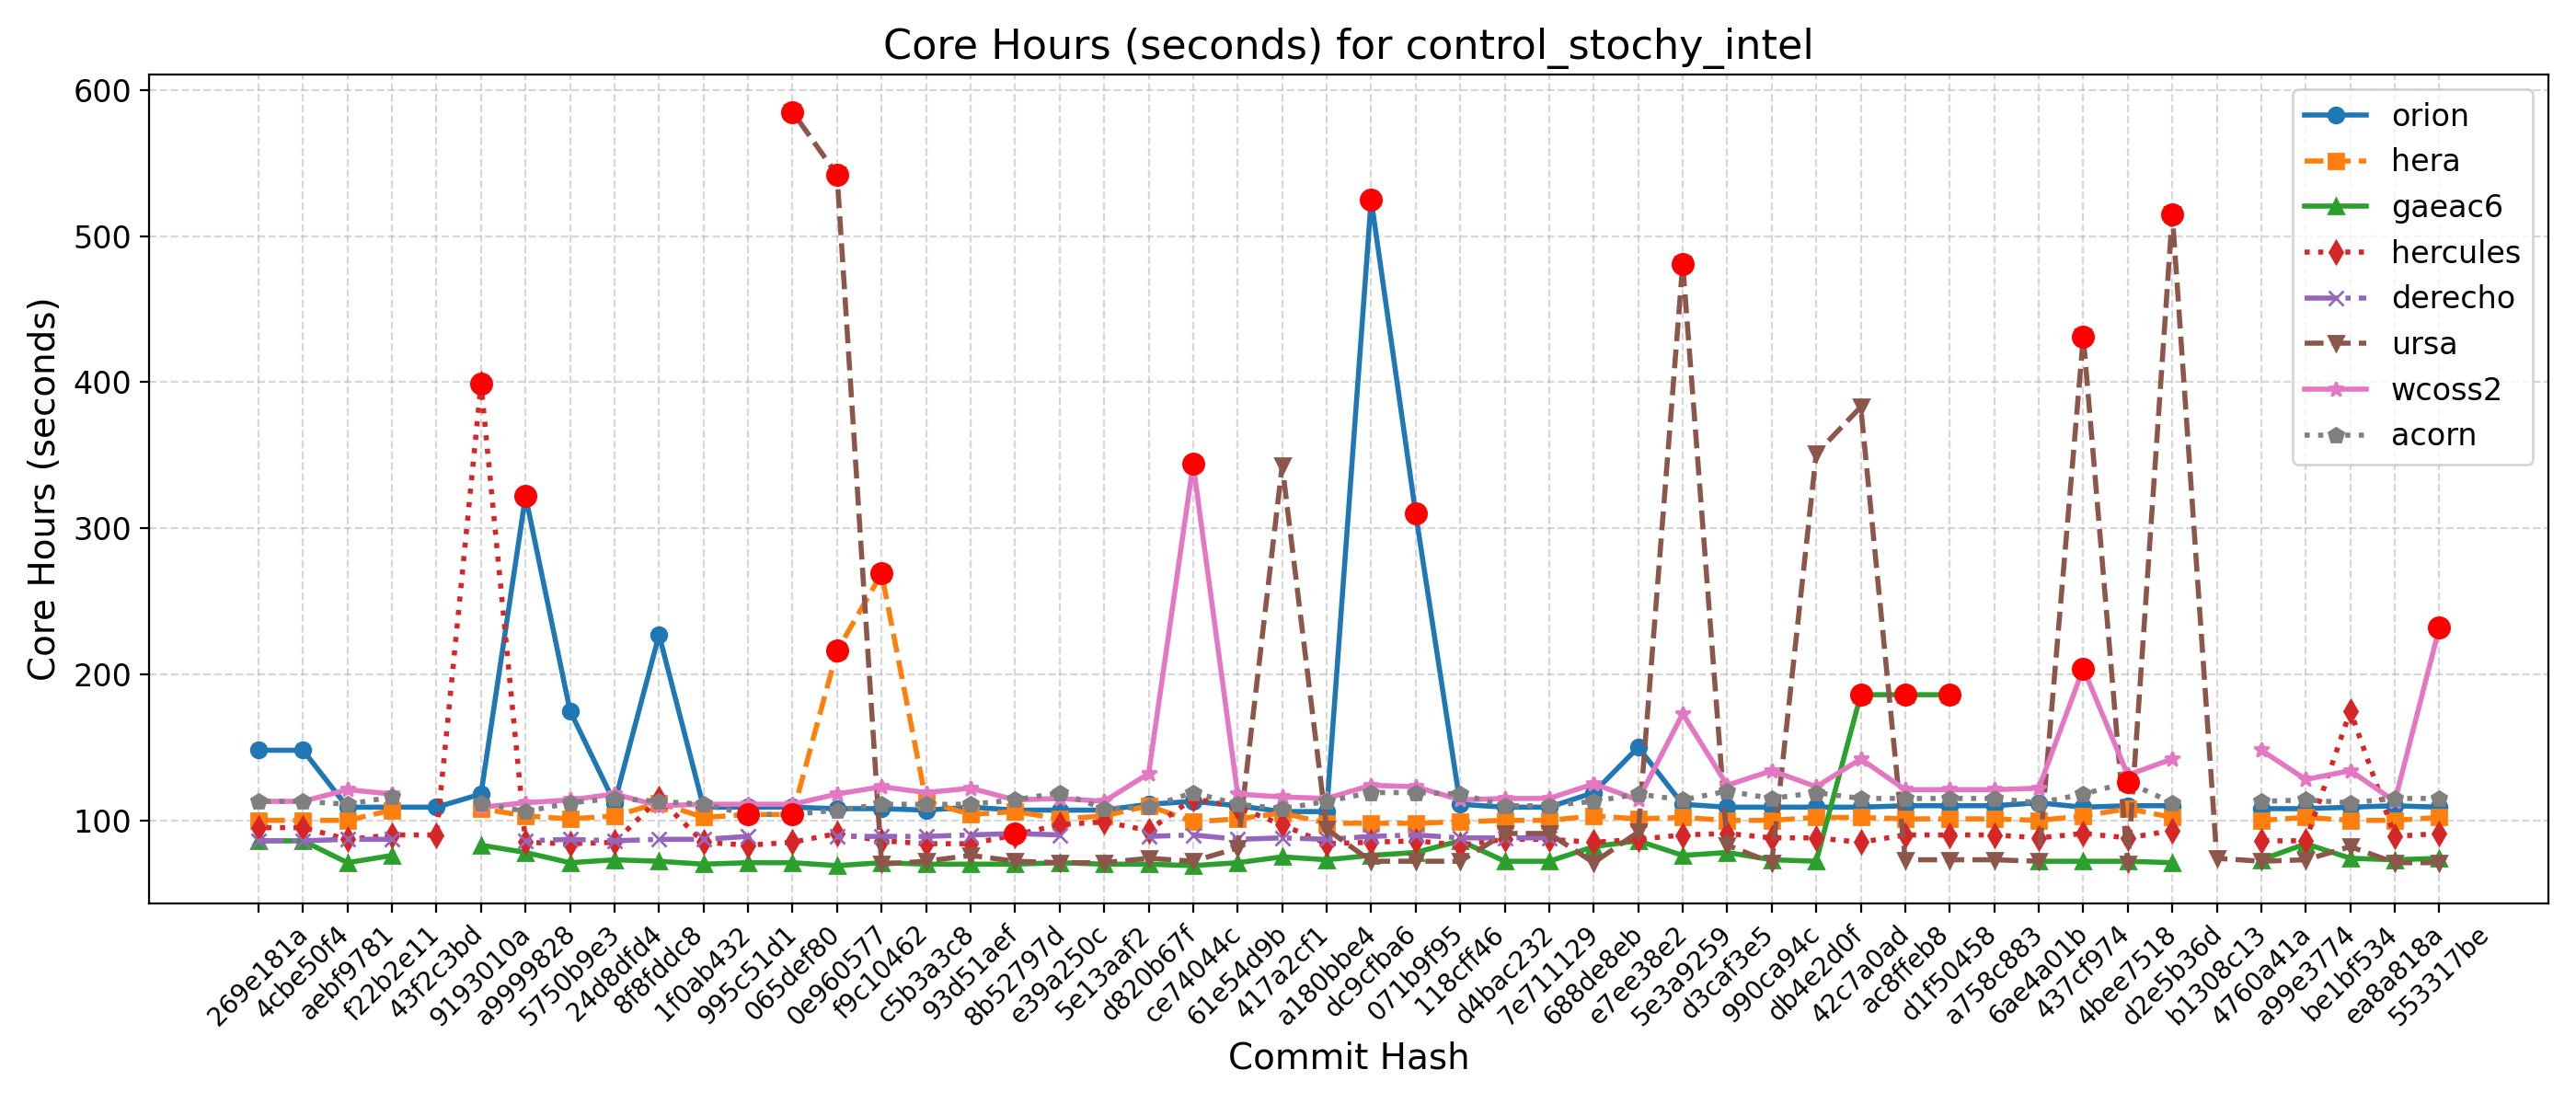 Core Hours (seconds) for control_stochy_intel
Core Hours (seconds)
600
500
400
300
200
100
orion
hera
gaeac6
hercules
derecho
ursa
wcoss2
acorn
269e181a
4cbe50f4
aebf9781
f22b2e11
43f2c3bd
9193010a
a9999828
5750b9e3
24d8dfd4
8f8fddc8
1f0ab432
995c51d1
065def80
0e960577
f9c10462
c5b3a3c8
93d51aef
8b52797d
e39a250c
5e13aaf2
d820b67f
ce74044c
61e54d9b
417a2cf1
a180bbe4
dc9cfba6
071b9f95
118cff46
d4bac232
7e711129
688de8eb
e7ee38e2
5e3a9259
d3caf3e5
990ca94c
db4e2d0f
42c7a0ad
ac8ffeb8
d1f50458
a758c883
6ae4a01b
437cf974
4bee7518
d2e5b36d
b1308c13
4760a41a
a99e3774
be1bf534
ea8a818a
553317be
Commit Hash